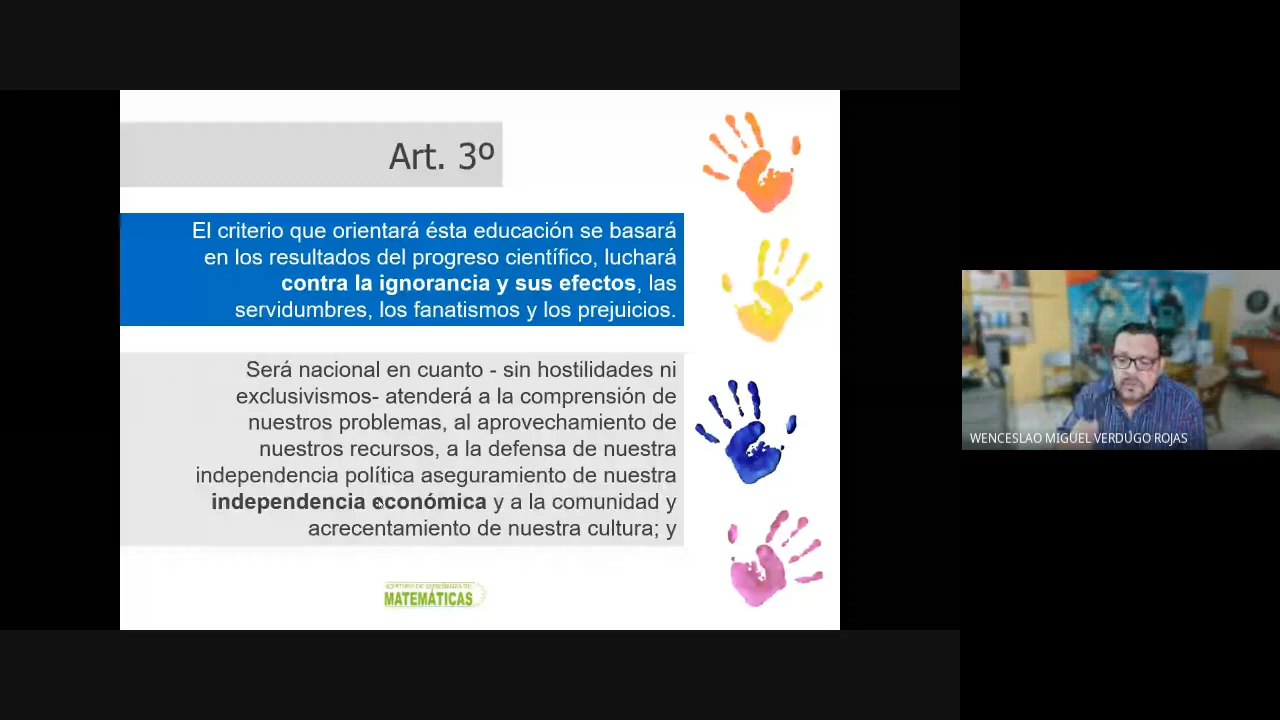 Art. 3º
El criterio que orientará ésta educación se basará
en los resultados del progreso científico, luchará
contra la ignorancia y sus efectos, las
servidumbres, los fanatismos y los prejuicios.
Será nacional en cuanto - sin hostilidades ni
exclusivismos- atenderá a la comprensión de
nuestros problemas, al aprovechamiento de
nuestros recursos, a la defensa de nuestra
independencia política aseguramiento de nuestra
independencia económica y a la comunidad y
acrecentamiento de nuestra cultura; y
MATEMÁTICAS
WENCESLAO MIGUEL VERDUGO ROJAS